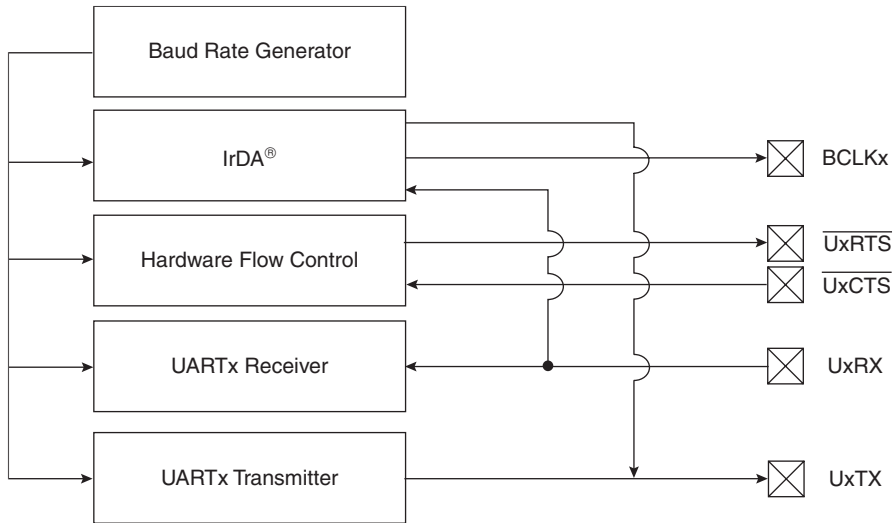 Baud Rate Generator
IrDA®
BCLKx
Hardware Flow Control
UxRTS
UxCTS
UARTx Receiver
UxRX
UARTx Transmitter
UxTX